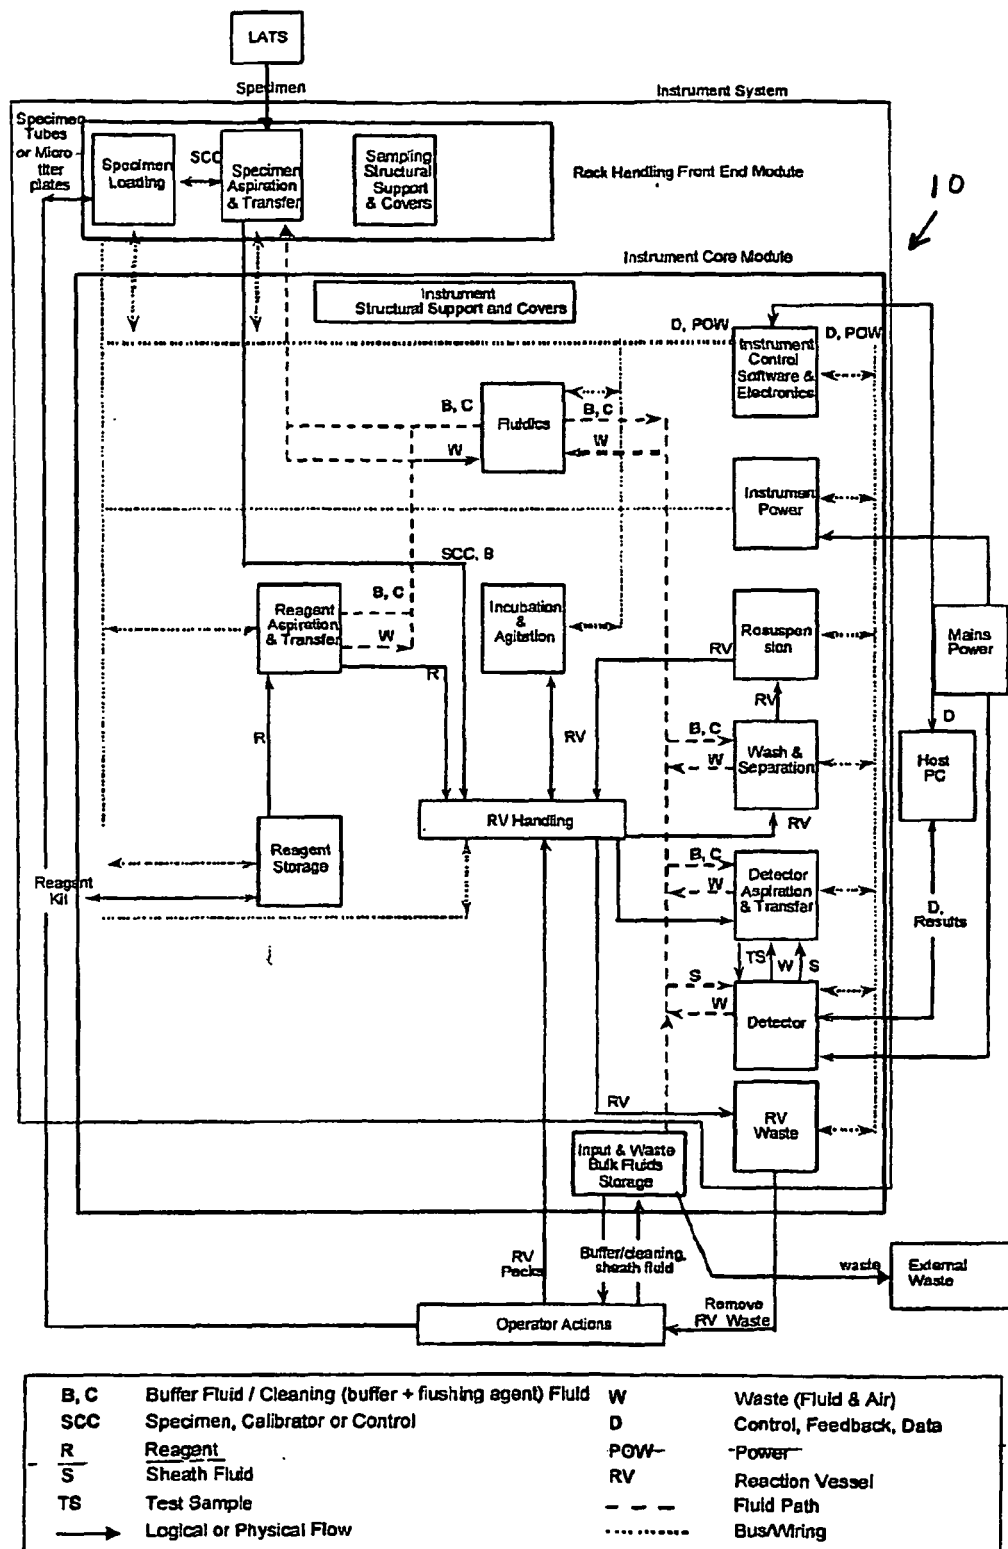 LATS
Specimen
Instrument System
Specimen
Tubes
or Micro-
titer
plates
SCC
Specimen
Loading
Specimen
Aspiration
& Transfer
Sampling
Structural
Support
& Covers
Rack Handling Front End Module
10
Instrument Core Module
Instrument
Structural Support and Covers
D, POW
D, POW
Instrument
Control
Software &
Electronics
B, C
Fluidics
B, C
W
W
Instrumen
Power
SCC, B
B, C
Reagent
Aspiration
& Transfer
W
R
Incubation
&
Agitation
Resuspen
sion
RV
Mains
Power
R
RV
RV
D
B, C
W
Wash &
Separation
Host
PC
RV Handling
RV
Reagent
Storage
B, C
W
Detector
Aspiration
& Transfer
Reagent
Kit
D,
Results
TS
W
S
S
W
Detector
RV
RV
Waste
Input & Waste
Bulk Fluids
Storage
RV
Packs
Buffer/cleaning,
sheath fluid
waste
External
Waste
Remove
RV Waste
Operator Actions
B, C Buffer Fluid / Cleaning (buffer + flushing agent) Fluid W Waste (Fluid & Air)
SCC Specimen, Calibrator or Control D Control, Feedback, Data
R Reagent POW Power
S Sheath Fluid RV Reaction Vessel
TS Test Sample Fluid Path
Logical or Physical Flow Bus/Wiring